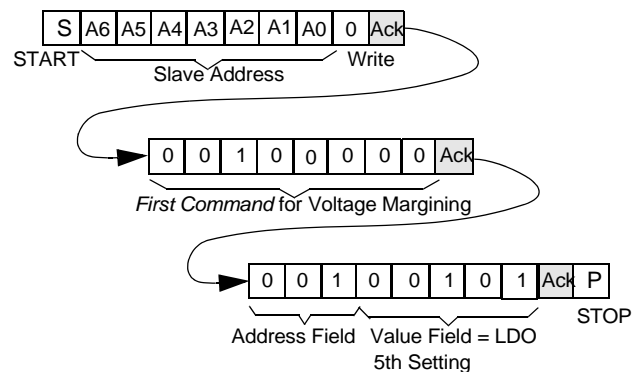 S A6 A5 A4 A3 A2 A1 A0 0 Ack
START Slave Address Write
0 0 1 0 0 0 0 0 Ack
First Command for Voltage Margining
0 0 1 0 0 1 0 1 Ack P
STOP
Address Field Value Field = LDO
5th Setting